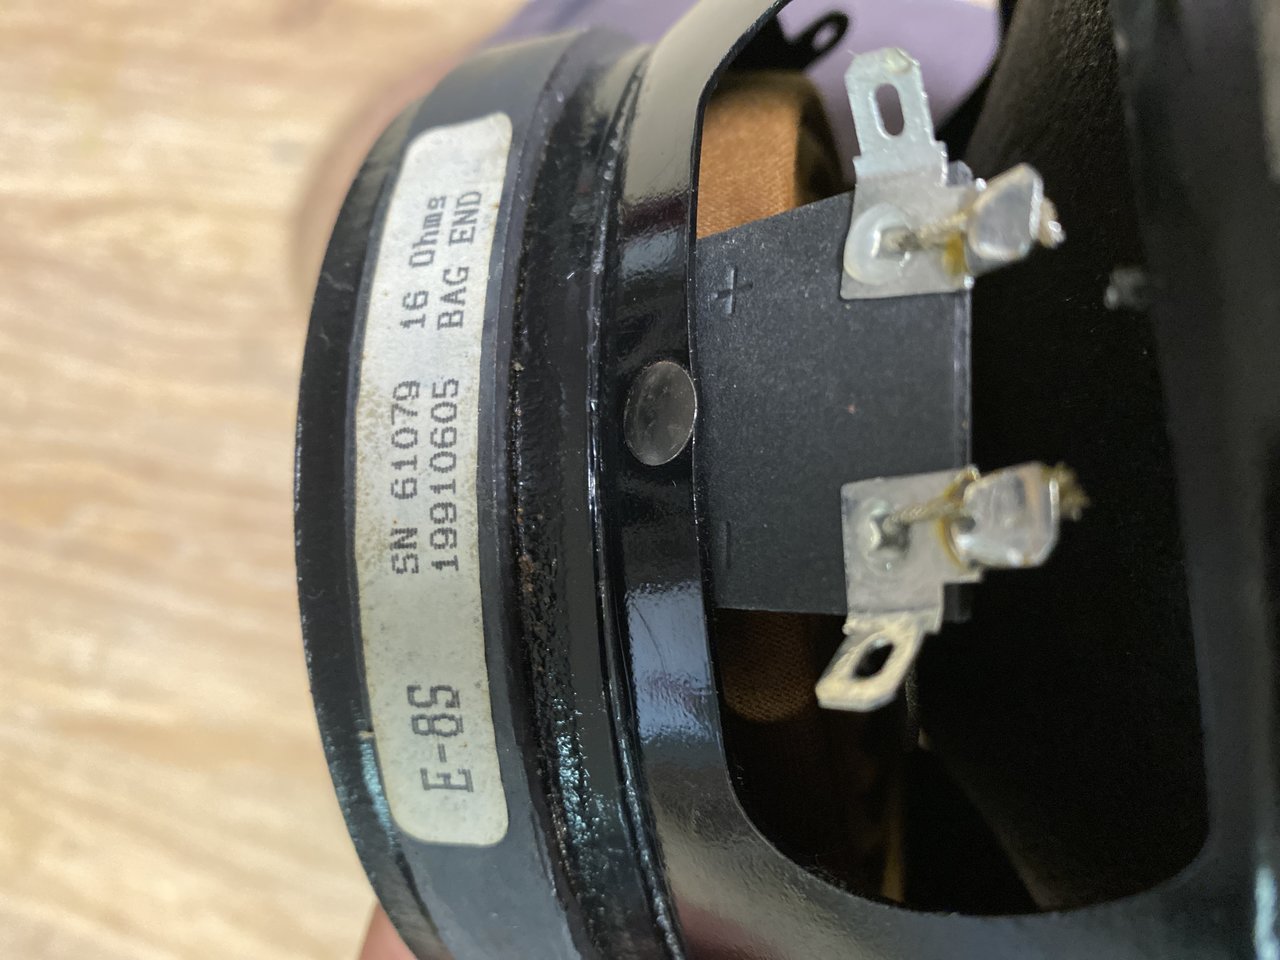 E-8S
SN 61079 16 Ohms
19910605 BAG END
+
-